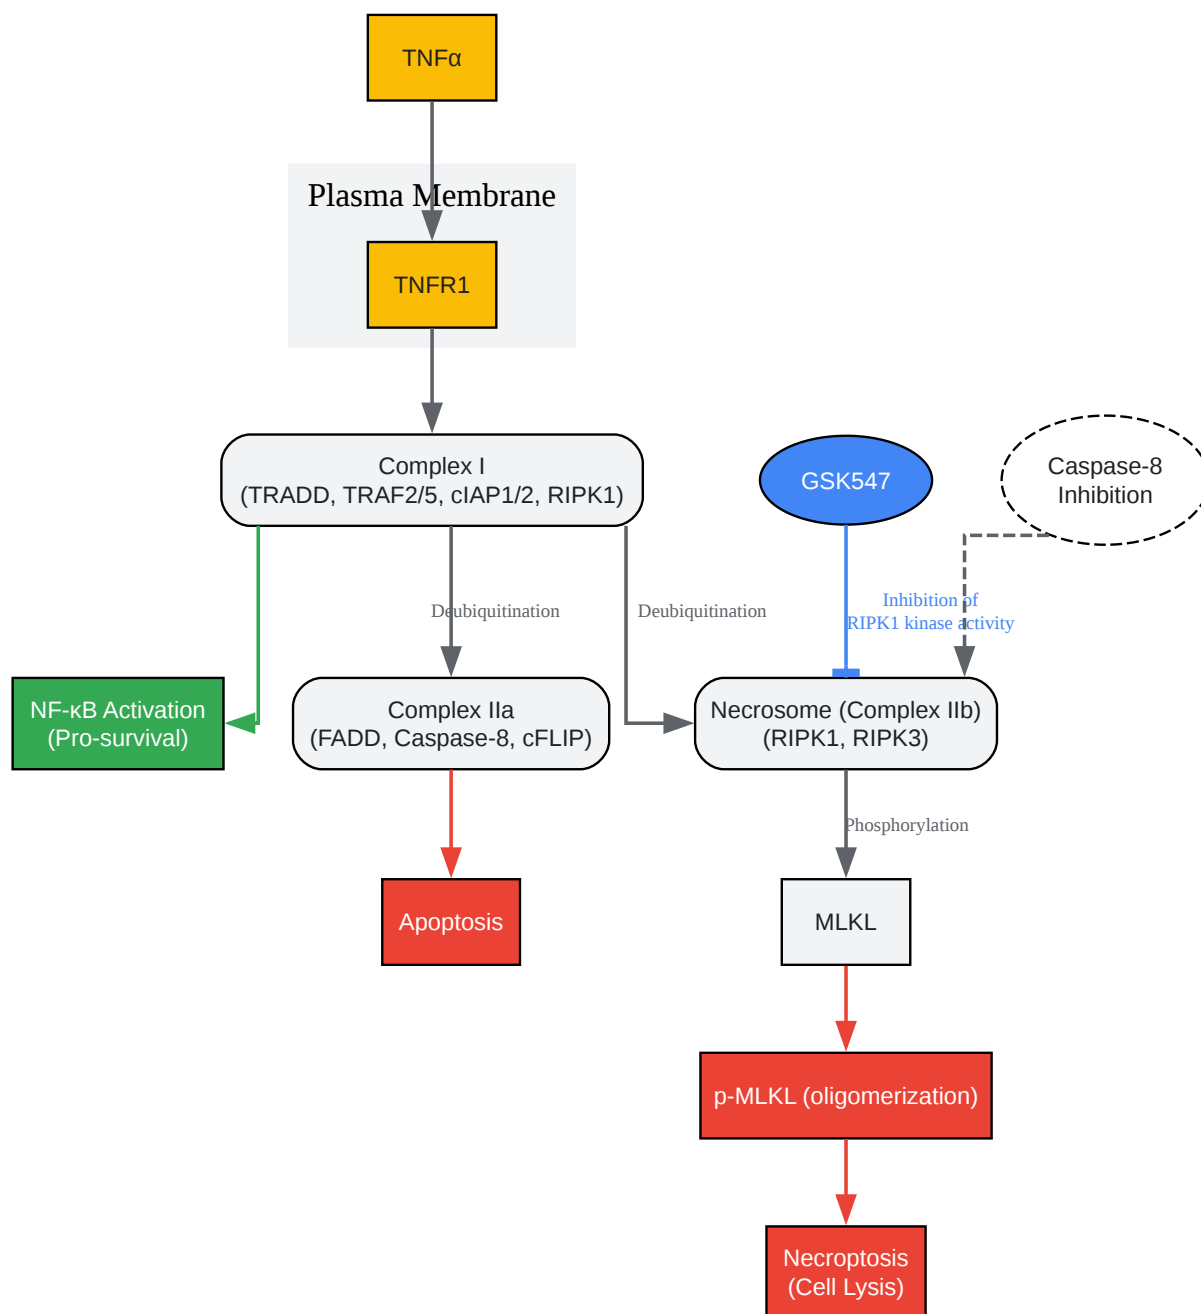 TNFα
Plasma Membrane
TNFR1
Complex I
(TRADD, TRAF2/5, cIAP1/2, RIPK1)
GSK547
Caspase-8
Inhibition
Deubiquitination
Deubiquitination
Inhibition of
RIPK1 kinase activity
NF-κB Activation
(Pro-survival)
Complex IIa
(FADD, Caspase-8, cFLIP)
Necrosome (Complex IIb)
(RIPK1, RIPK3)
Phosphorylation
Apoptosis
MLKL
p-MLKL (oligomerization)
Necroptosis
(Cell Lysis)